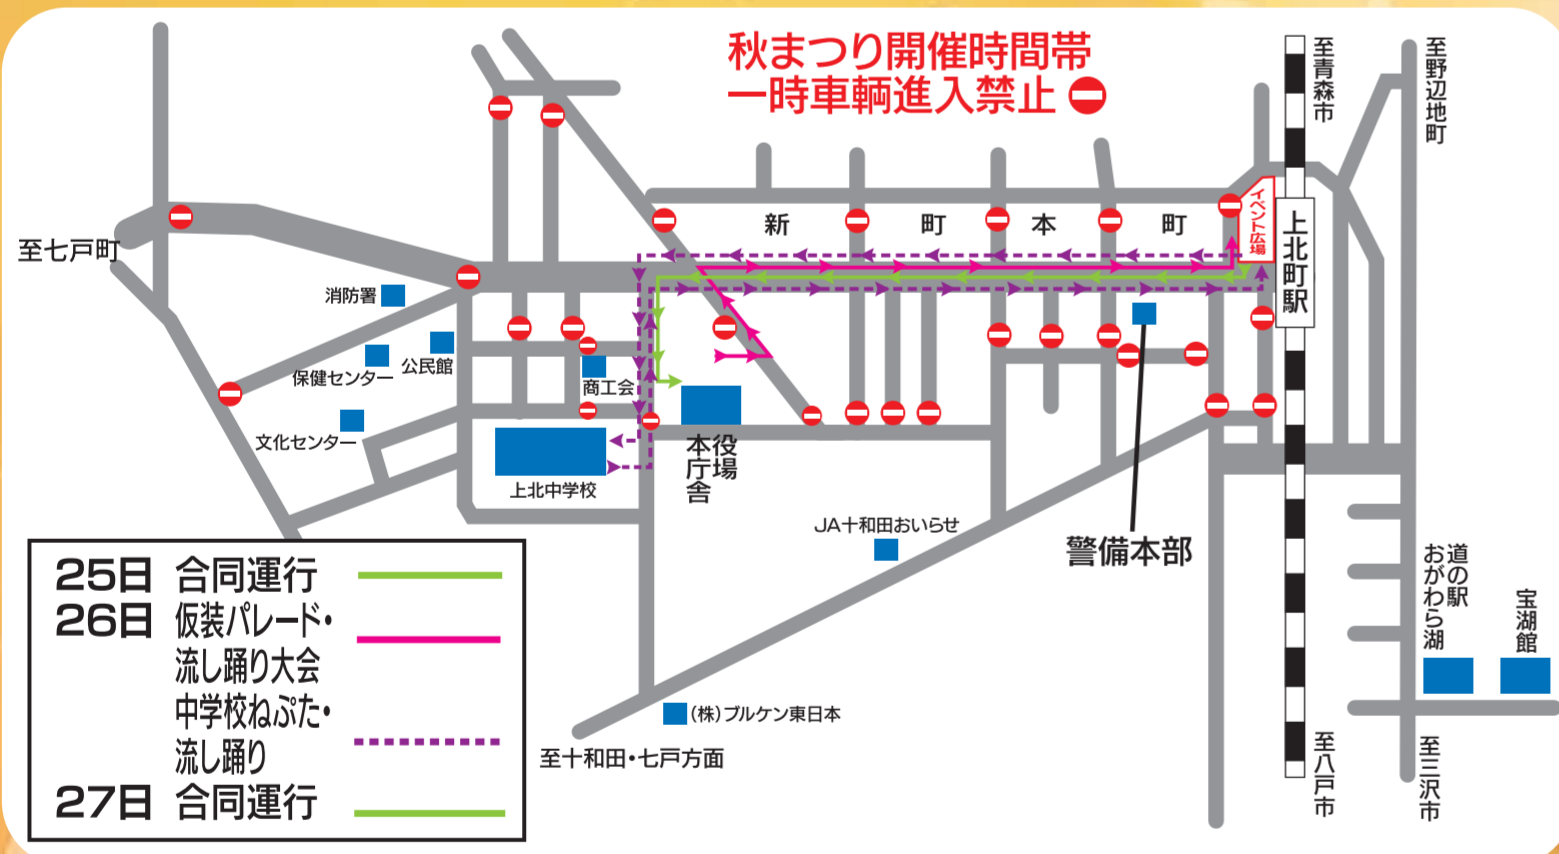 秋まつり開催時間帯
一時車輌進入禁止
至青森市
至野辺地町
至七戸町
新町
本町
イベント広場
上北町駅
消防署
公民館
保健センター
商工会
文化センター
上北中学校
役場
本庁舎
JA十和田おいらせ
警備本部
道の駅
おがわら湖
宝湖館
(株)ブルケン東日本
至十和田・七戸方面
至八戸市
至三沢市
25日 合同運行
26日 仮装パレード・
流し踊り大会
中学校ねぷた・
流し踊り
27日 合同運行